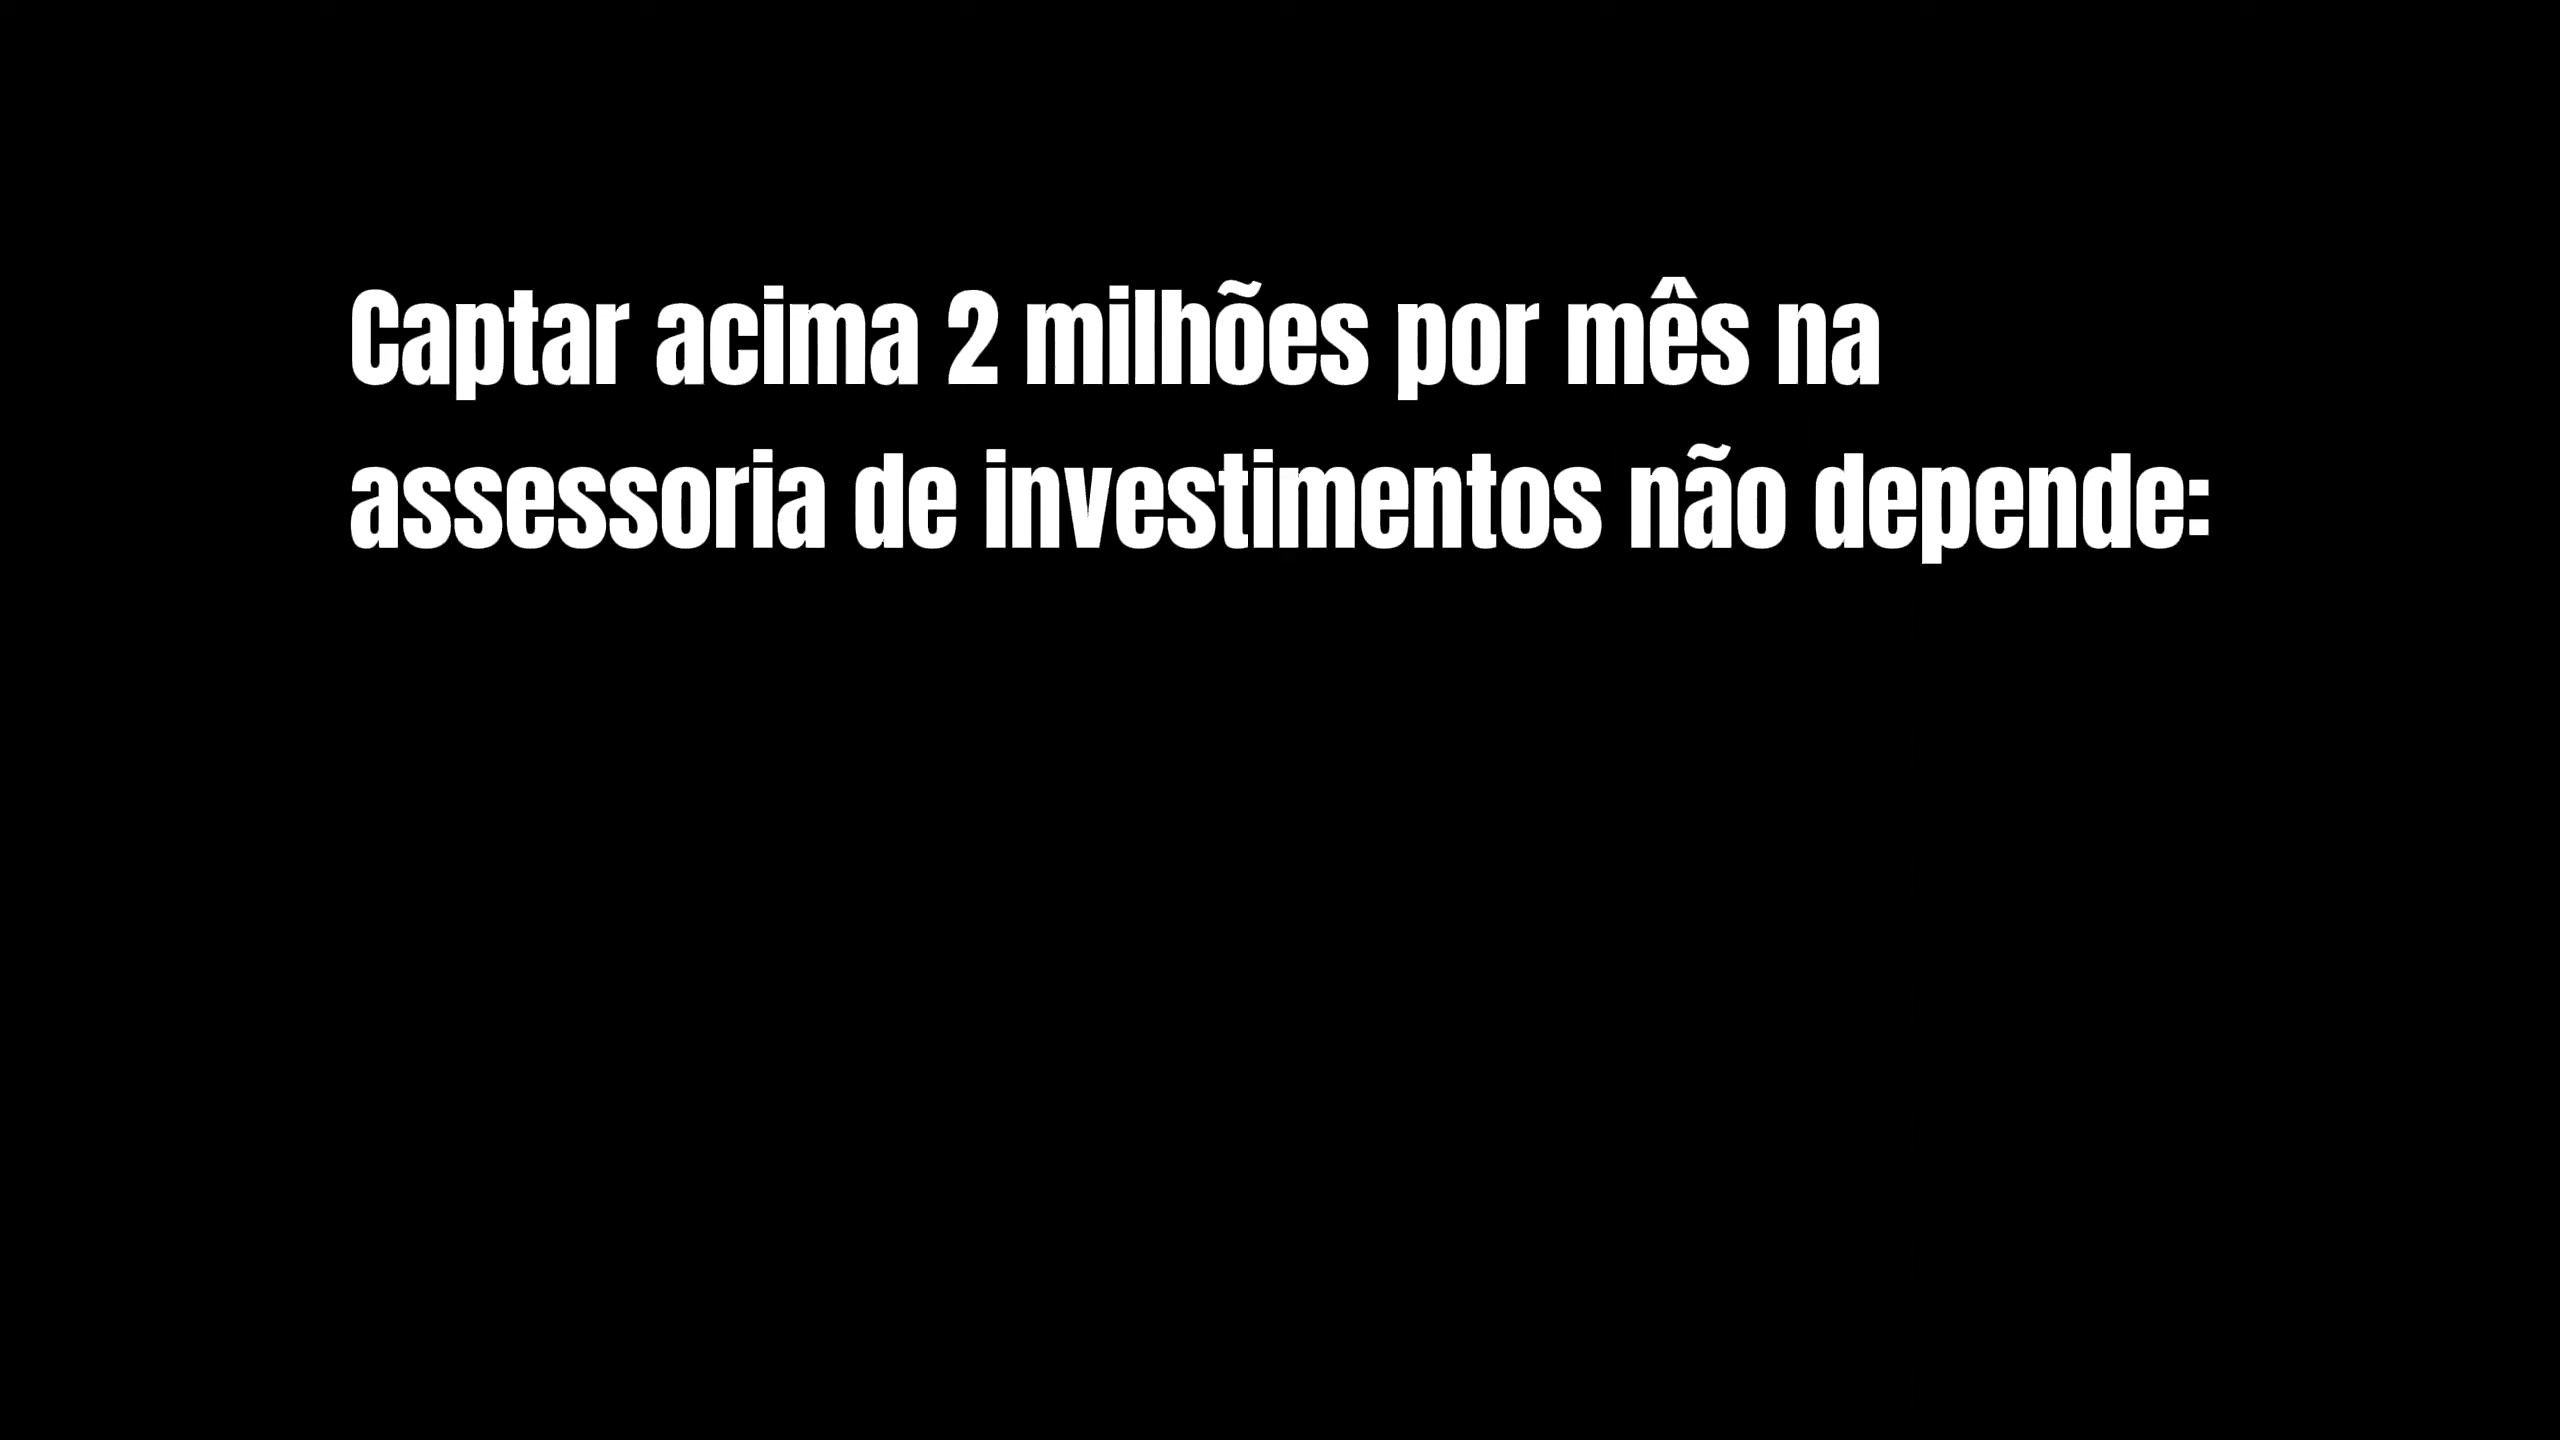 Captar acima 2 milhões por mês na
assessoria de investimentos não depende: